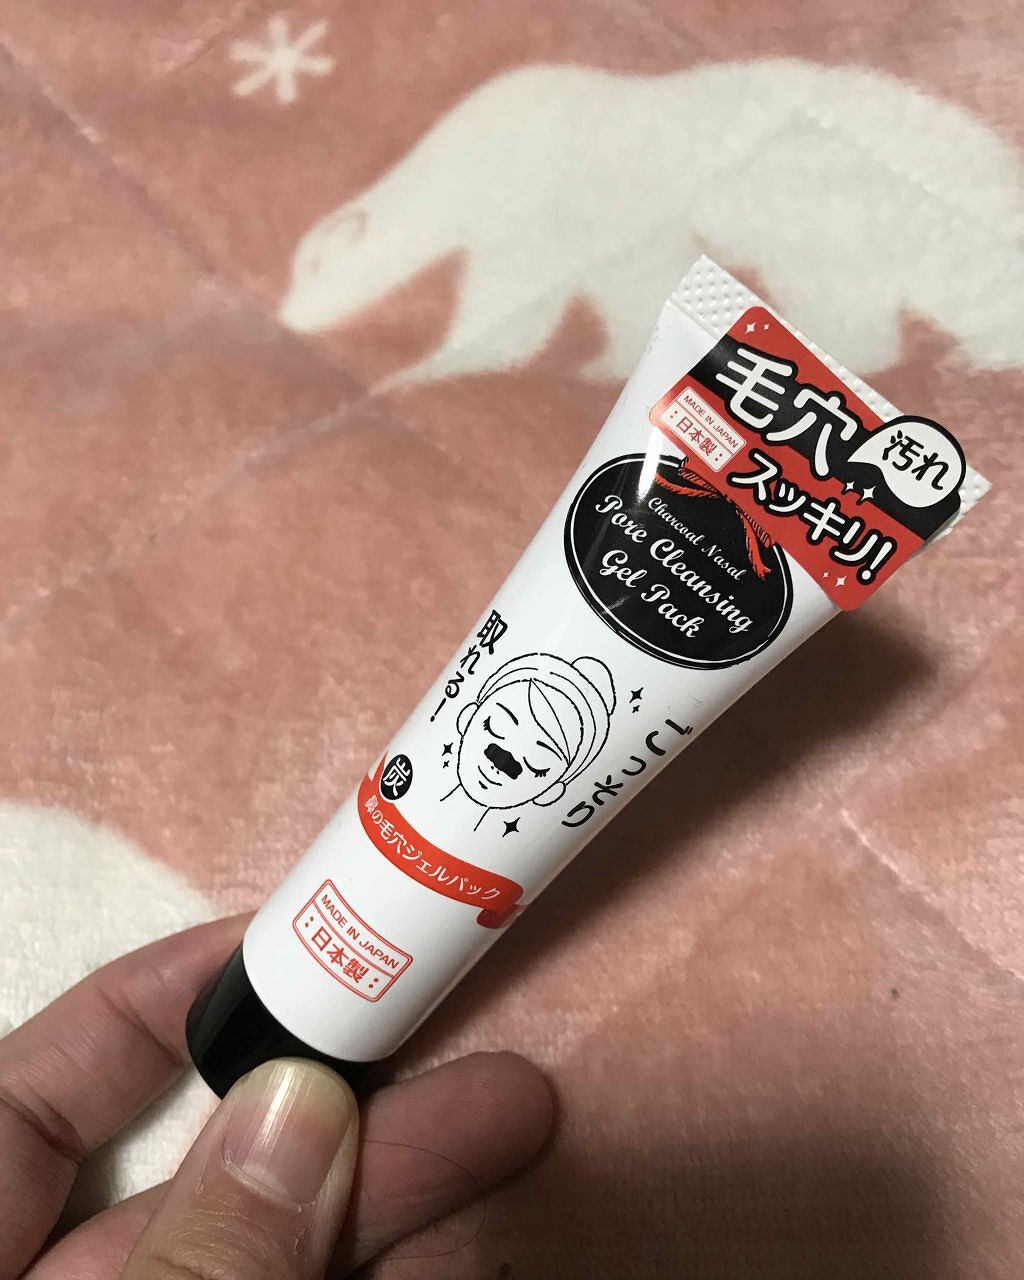 毛穴
汚れ
スッキリ!
MADE IN JAPAN
日本製
Charcoal Nasal
Pore Cleansing
Gel Pack
ごっそり
取れる!
炭
鼻の毛穴ジェルパック
MADE IN JAPAN
:日本製: